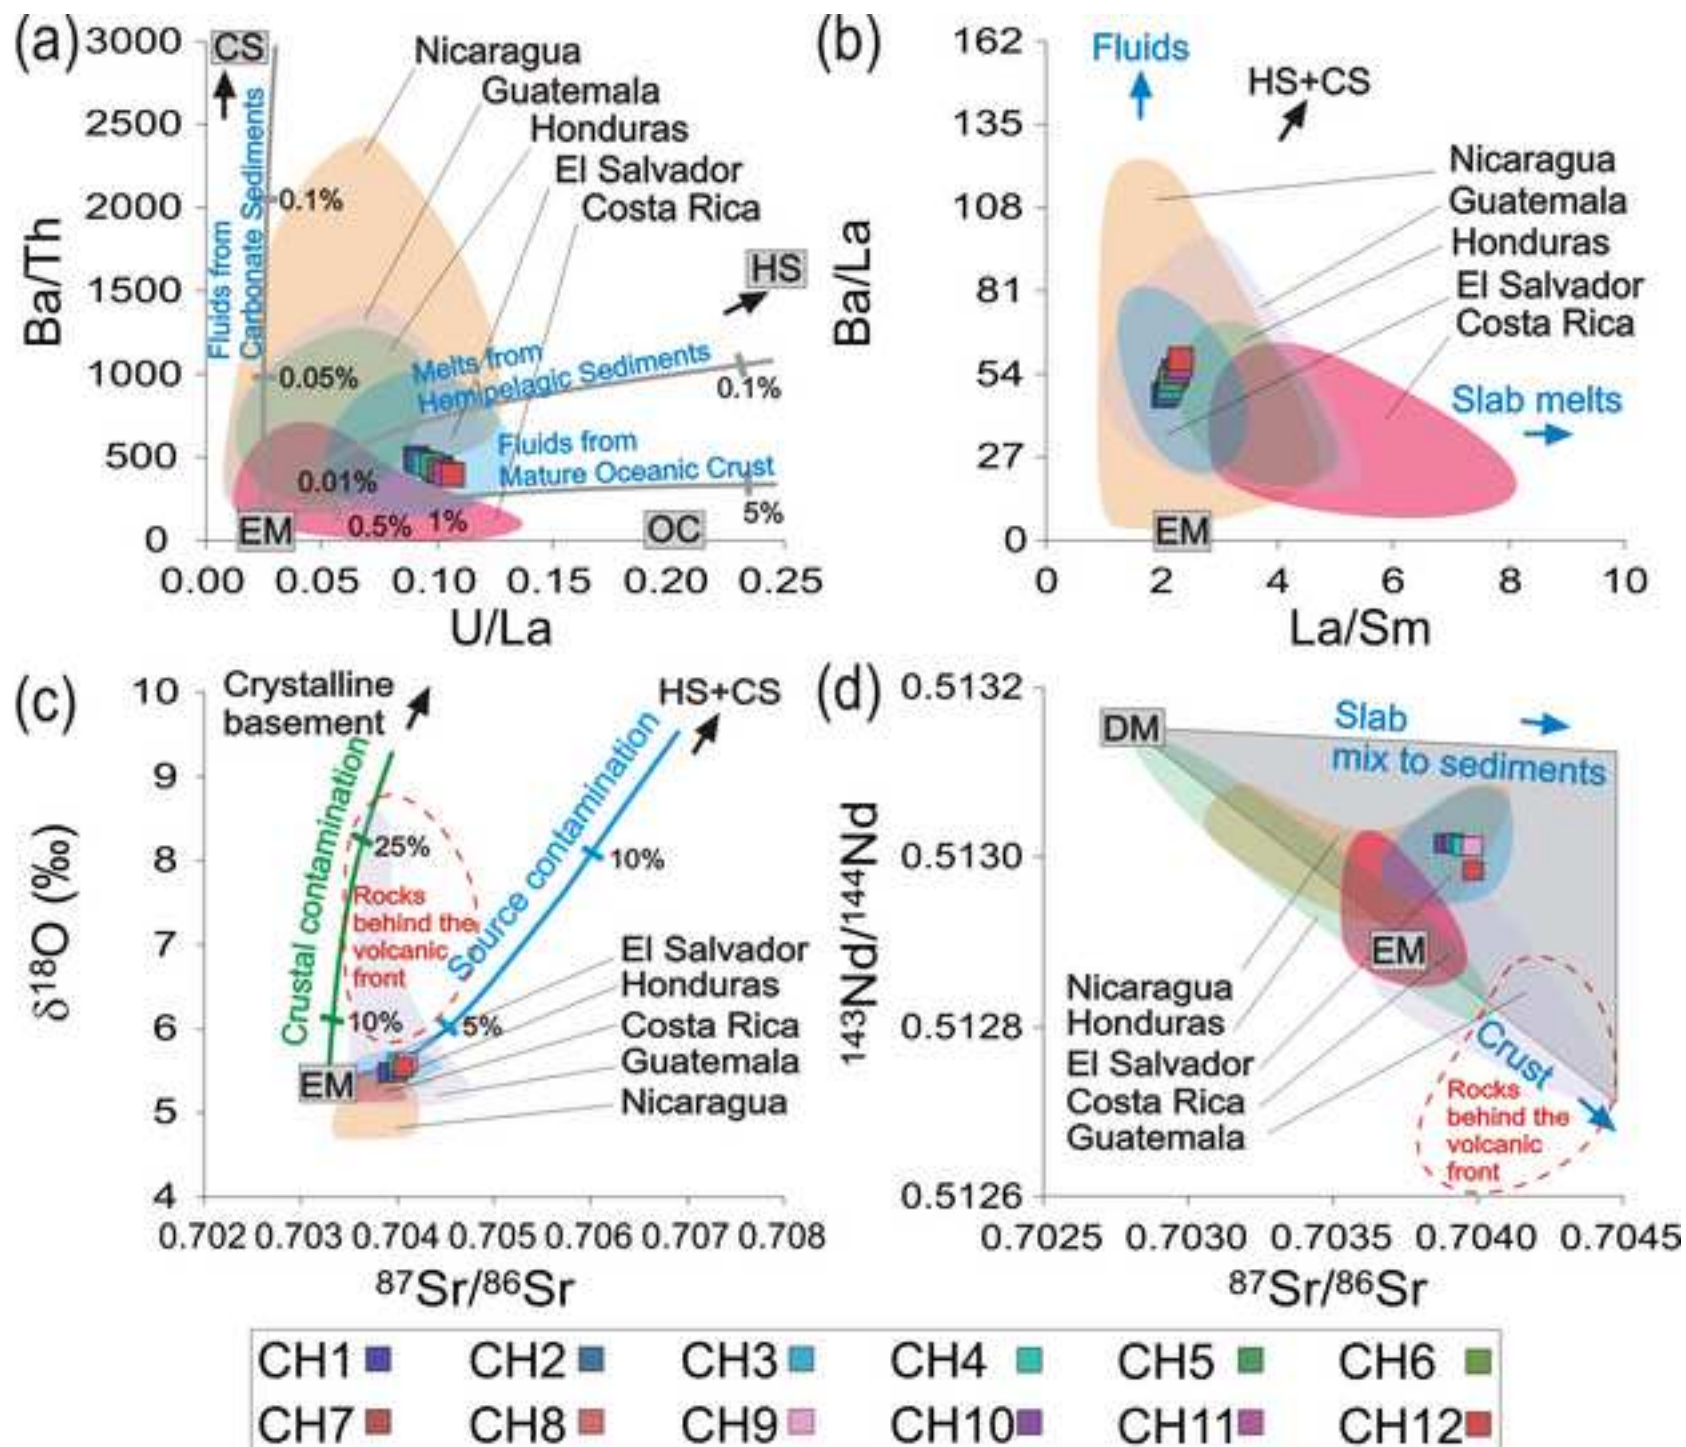 (a)
3000
2500
2000
1500
1000
500
0
Ba/Th
CS
Fluids from
Carbonate Sediments
0.1%
0.05%
0.01%
0.5%
1%
Nicaragua
Guatemala
Honduras
El Salvador
Costa Rica
HS
Melts from
Hemipelagic Sediments
0.1%
Fluids from
Mature Oceanic Crust
5%
EM
OC
0.00 0.05 0.10 0.15 0.20 0.25
U/La
(b)
162
135
108
81
54
27
0
Ba/La
Fluids
HS+CS
Nicaragua
Guatemala
Honduras
El Salvador
Costa Rica
Slab melts
EM
0 2 4 6 8 10
La/Sm
(c)
10
9
8
7
6
5
4
δ18O (‰)
Crystalline
basement
HS+CS
Crustal contamination
Source contamination
25%
10%
10%
5%
Rocks
behind the
volcanic
front
EM
El Salvador
Honduras
Costa Rica
Guatemala
Nicaragua
0.702 0.703 0.704 0.705 0.706 0.707 0.708
87Sr/86Sr
(d)
0.5132
0.5130
0.5128
0.5126
143Nd/144Nd
DM
Slab
mix to sediments
EM
Nicaragua
Honduras
El Salvador
Costa Rica
Guatemala
Crust
Rocks
behind the
volcanic
front
0.7025 0.7030 0.7035 0.7040 0.7045
87Sr/86Sr
CH1 CH2 CH3 CH4 CH5 CH6
CH7 CH8 CH9 CH10 CH11 CH12